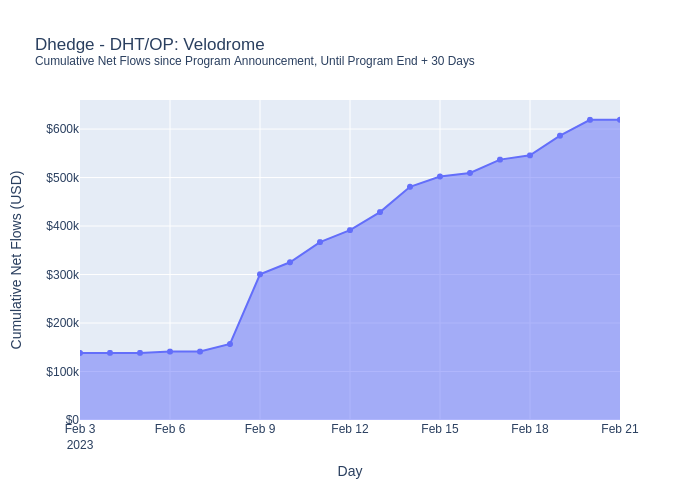 Dhedge - DHT/OP: Velodrome
Cumulative Net Flows since Program Announcement, Until Program End + 30 Days
Cumulative Net Flows (USD)
$600k
$500k
$400k
$300k
$200k
$100k
$0
Feb 3
2023
Feb 6
Feb 9
Feb 12
Feb 15
Feb 18
Feb 21
Day